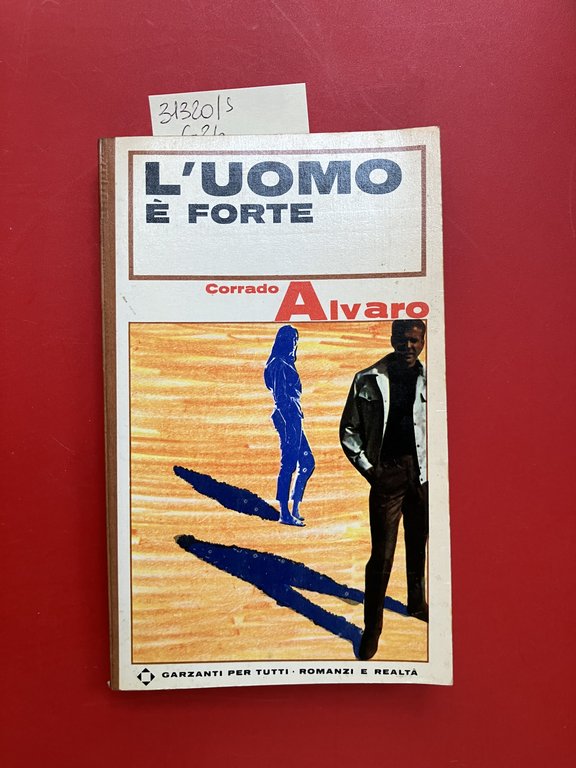 31320/s
L'UOMO
È FORTE
Corrado Alvaro
GARZANTI PER TUTTI · ROMANZI E REALTÀ